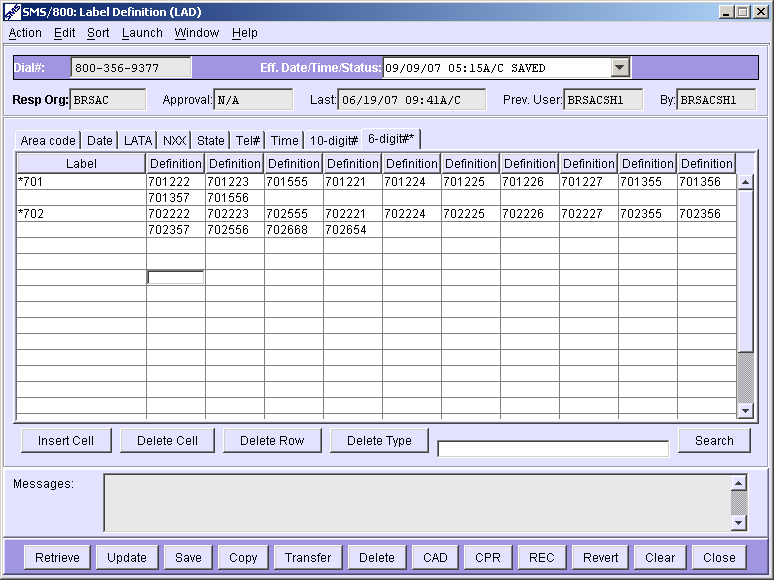 SMS/800: Label Definition (LAD)
Action Edit Sort Launch Window Help
Dial#: 800-356-9377 Eff. Date/Time/Status: 09/09/07 05:15A/C SAVED
Resp Org: BRSAC Approval: N/A Last: 06/19/07 09:41A/C Prev. User: BRSACSH1 By: BRSACSH1
Area code Date LATA NXX State Tel# Time 10-digit# 6-digit#*
Label Definition Definition Definition Definition Definition Definition Definition Definition Definition Definition
*701 701222 701223 701555 701221 701224 701225 701226 701227 701355 701356
701357 701556
*702 702222 702223 702555 702221 702224 702225 702226 702227 702355 702356
702357 702556 702668 702654
Insert Cell Delete Cell Delete Row Delete Type Search
Messages:
Retrieve Update Save Copy Transfer Delete CAD CPR REC Revert Clear Close